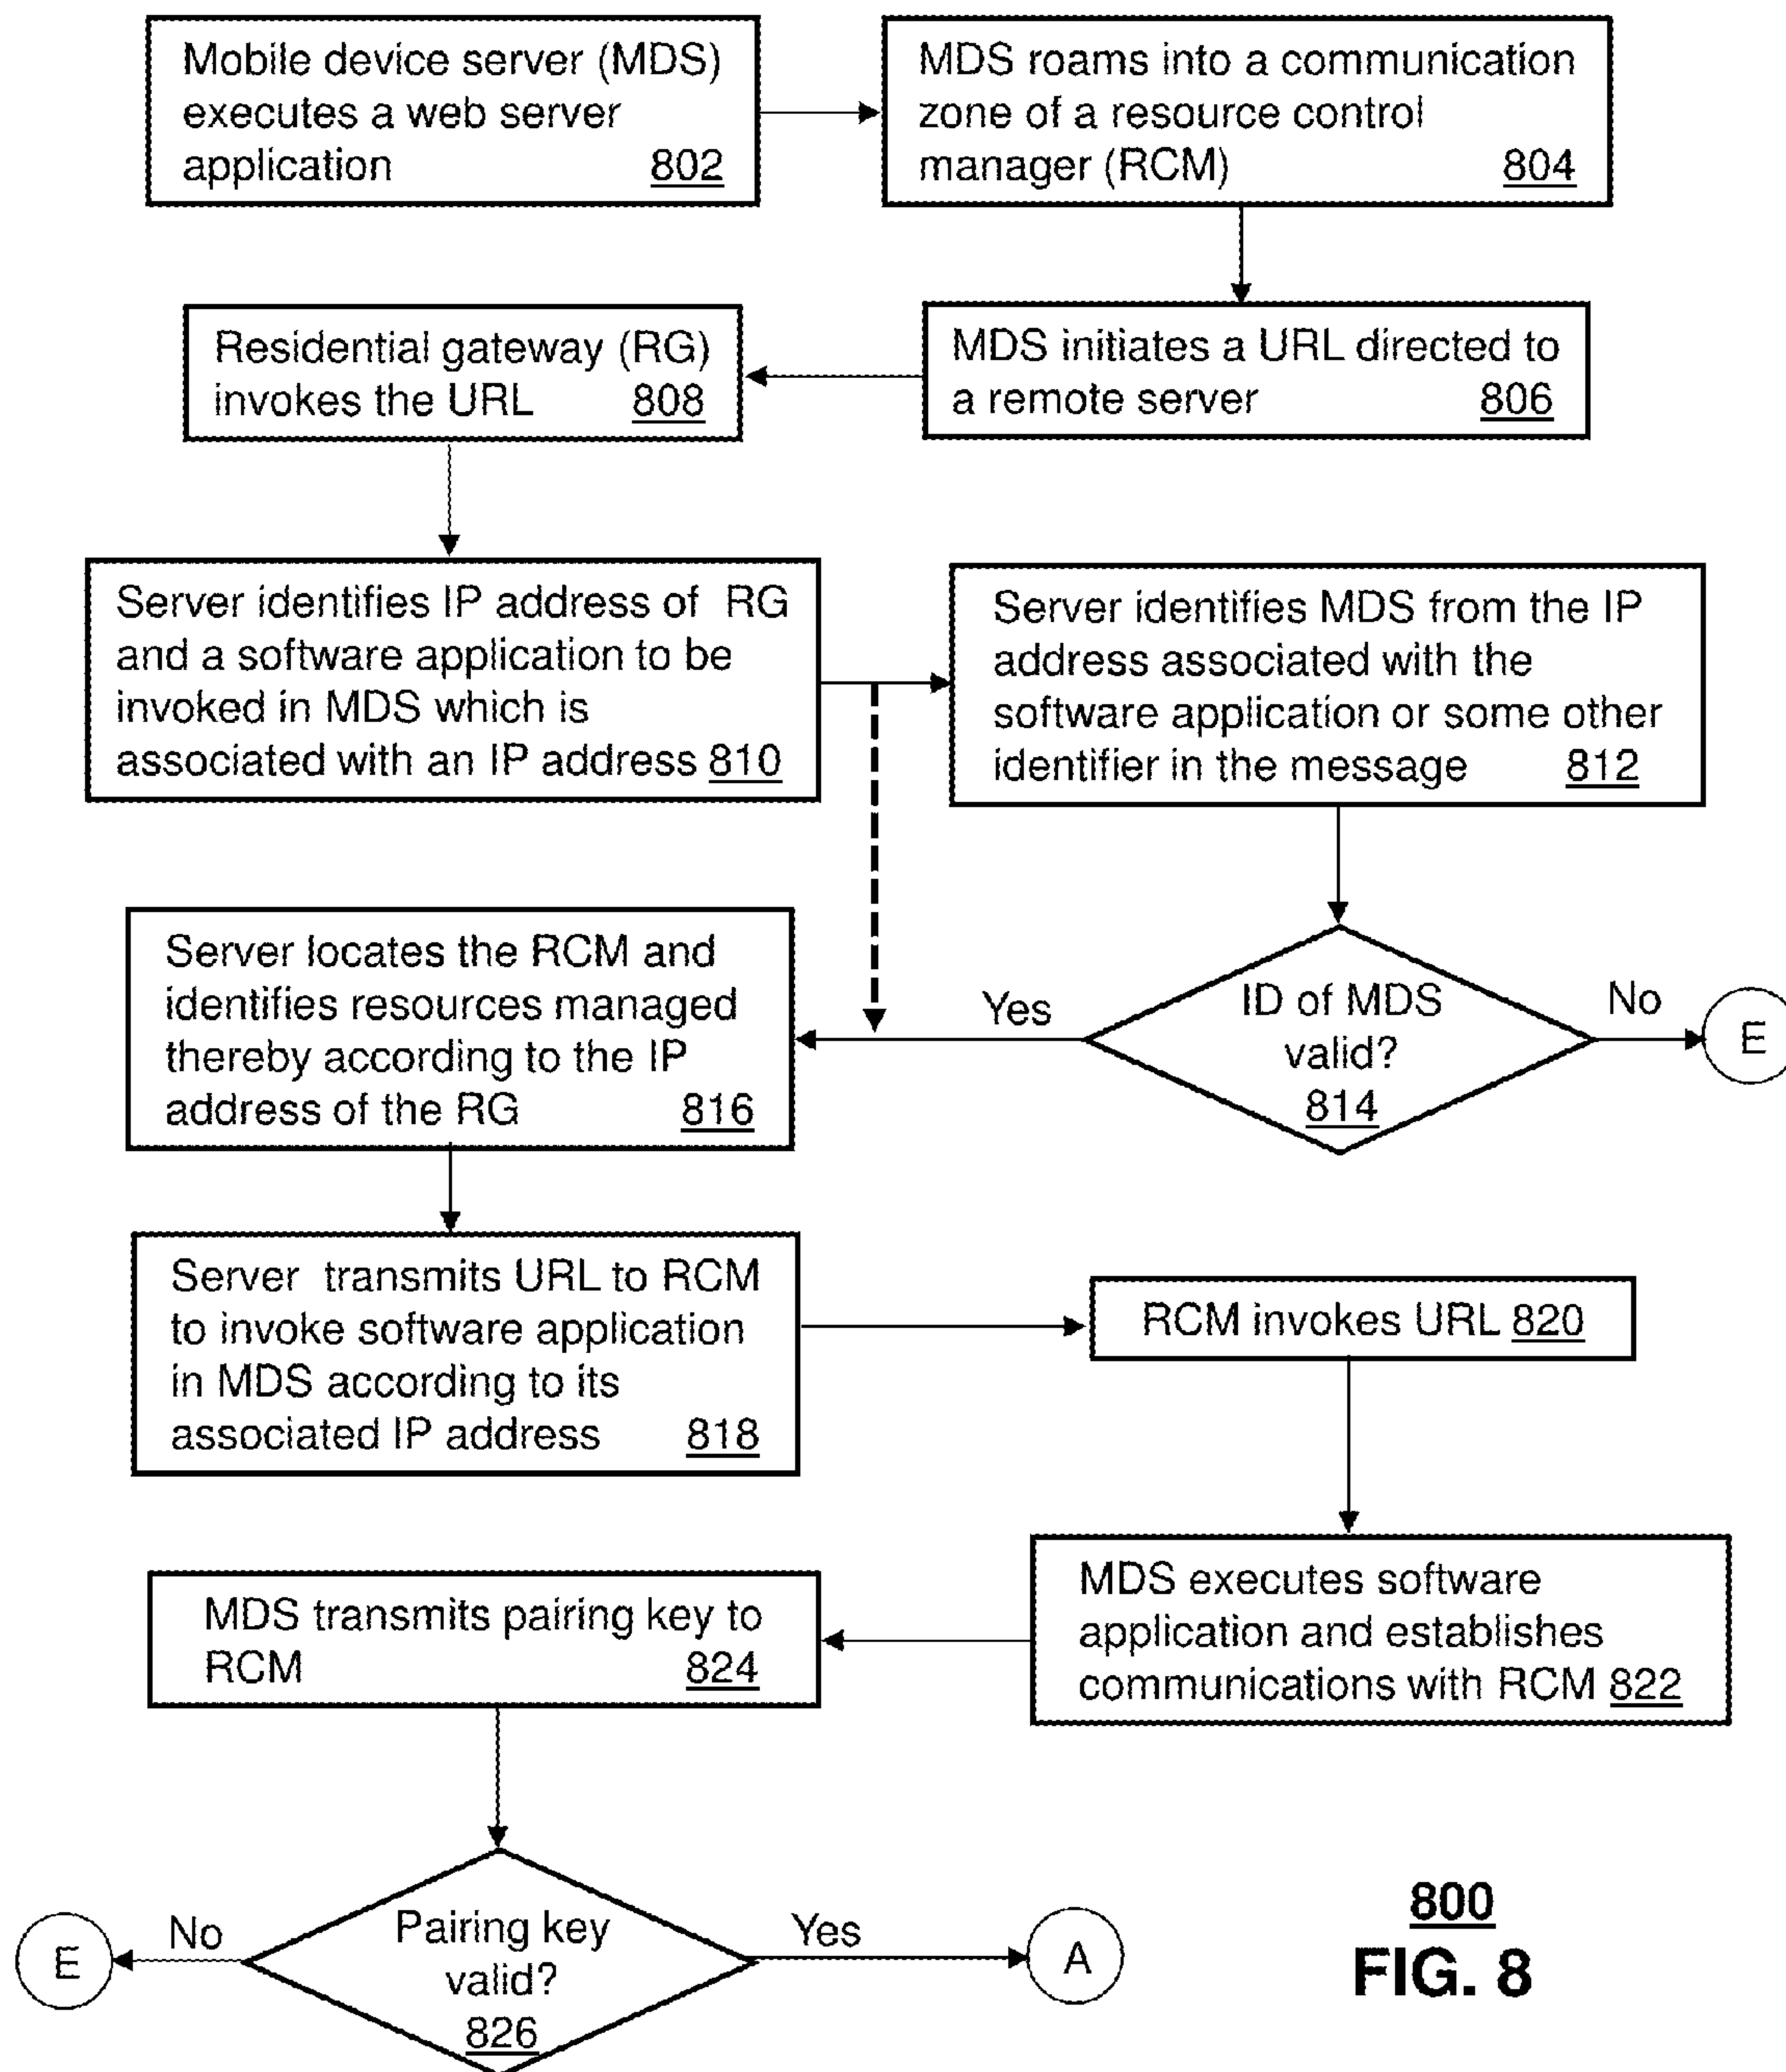 Mobile device server (MDS)
executes a web server
application 802
MDS roams into a communication
zone of a resource control
manager (RCM) 804
MDS initiates a URL directed to
a remote server 806
Residential gateway (RG)
invokes the URL 808
Server identifies IP address of RG
and a software application to be
invoked in MDS which is
associated with an IP address 810
Server identifies MDS from the IP
address associated with the
software application or some other
identifier in the message 812
ID of MDS
valid?
814
Yes
No
E
Server locates the RCM and
identifies resources managed
thereby according to the IP
address of the RG 816
Server transmits URL to RCM
to invoke software application
in MDS according to its
associated IP address 818
RCM invokes URL 820
MDS executes software
application and establishes
communications with RCM 822
MDS transmits pairing key to
RCM 824
Pairing key
valid?
826
No
E
Yes
A
800
FIG. 8